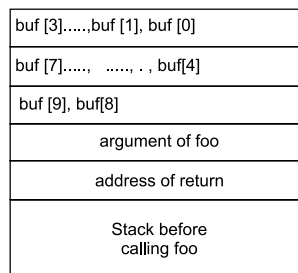 buf [3].....,buf [1], buf [0]
buf [7]....., ....., . , buf[4]
buf [9], buf[8]
argument of foo
address of return
Stack before
calling foo